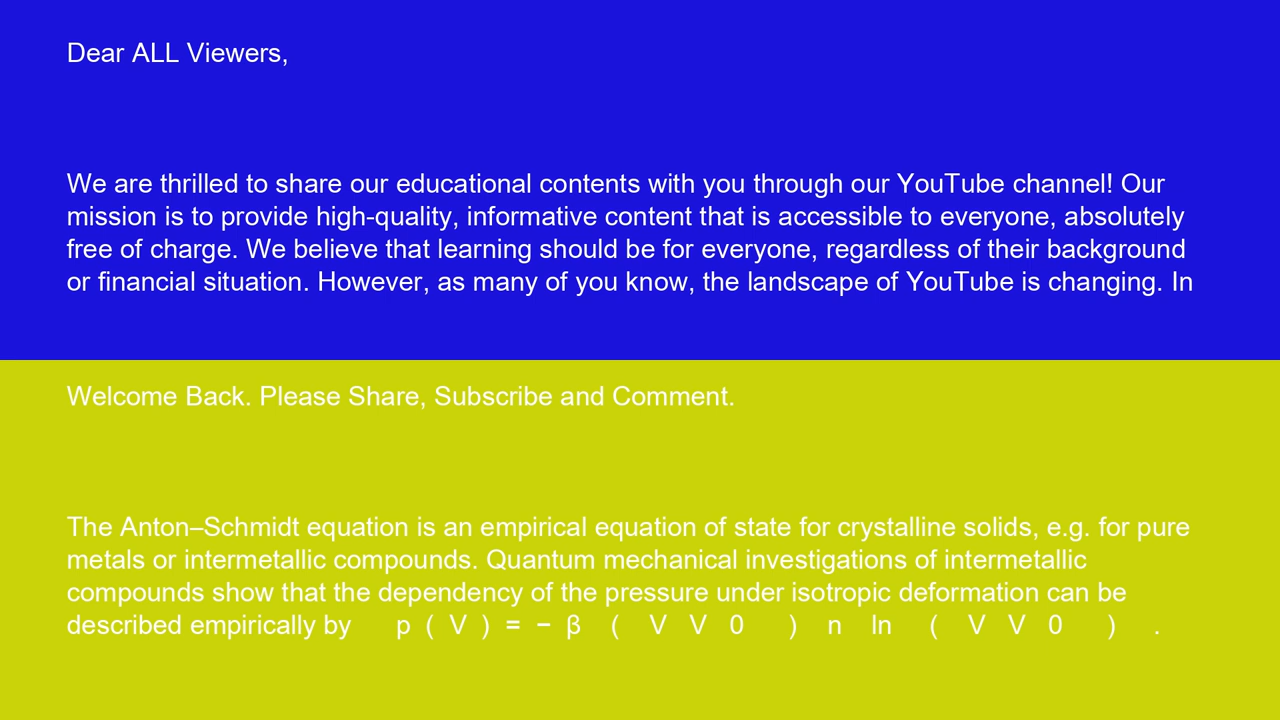 Dear ALL Viewers,
We are thrilled to share our educational contents with you through our YouTube channel! Our
mission is to provide high-quality, informative content that is accessible to everyone, absolutely
free of charge. We believe that learning should be for everyone, regardless of their background
or financial situation. However, as many of you know, the landscape of YouTube is changing. In
Welcome Back. Please Share, Subscribe and Comment.
The Anton–Schmidt equation is an empirical equation of state for crystalline solids, e.g. for pure
metals or intermetallic compounds. Quantum mechanical investigations of intermetallic
compounds show that the dependency of the pressure under isotropic deformation can be
described empirically by p ( V ) = − β ( V V 0 ) n ln ( V V 0 ) .